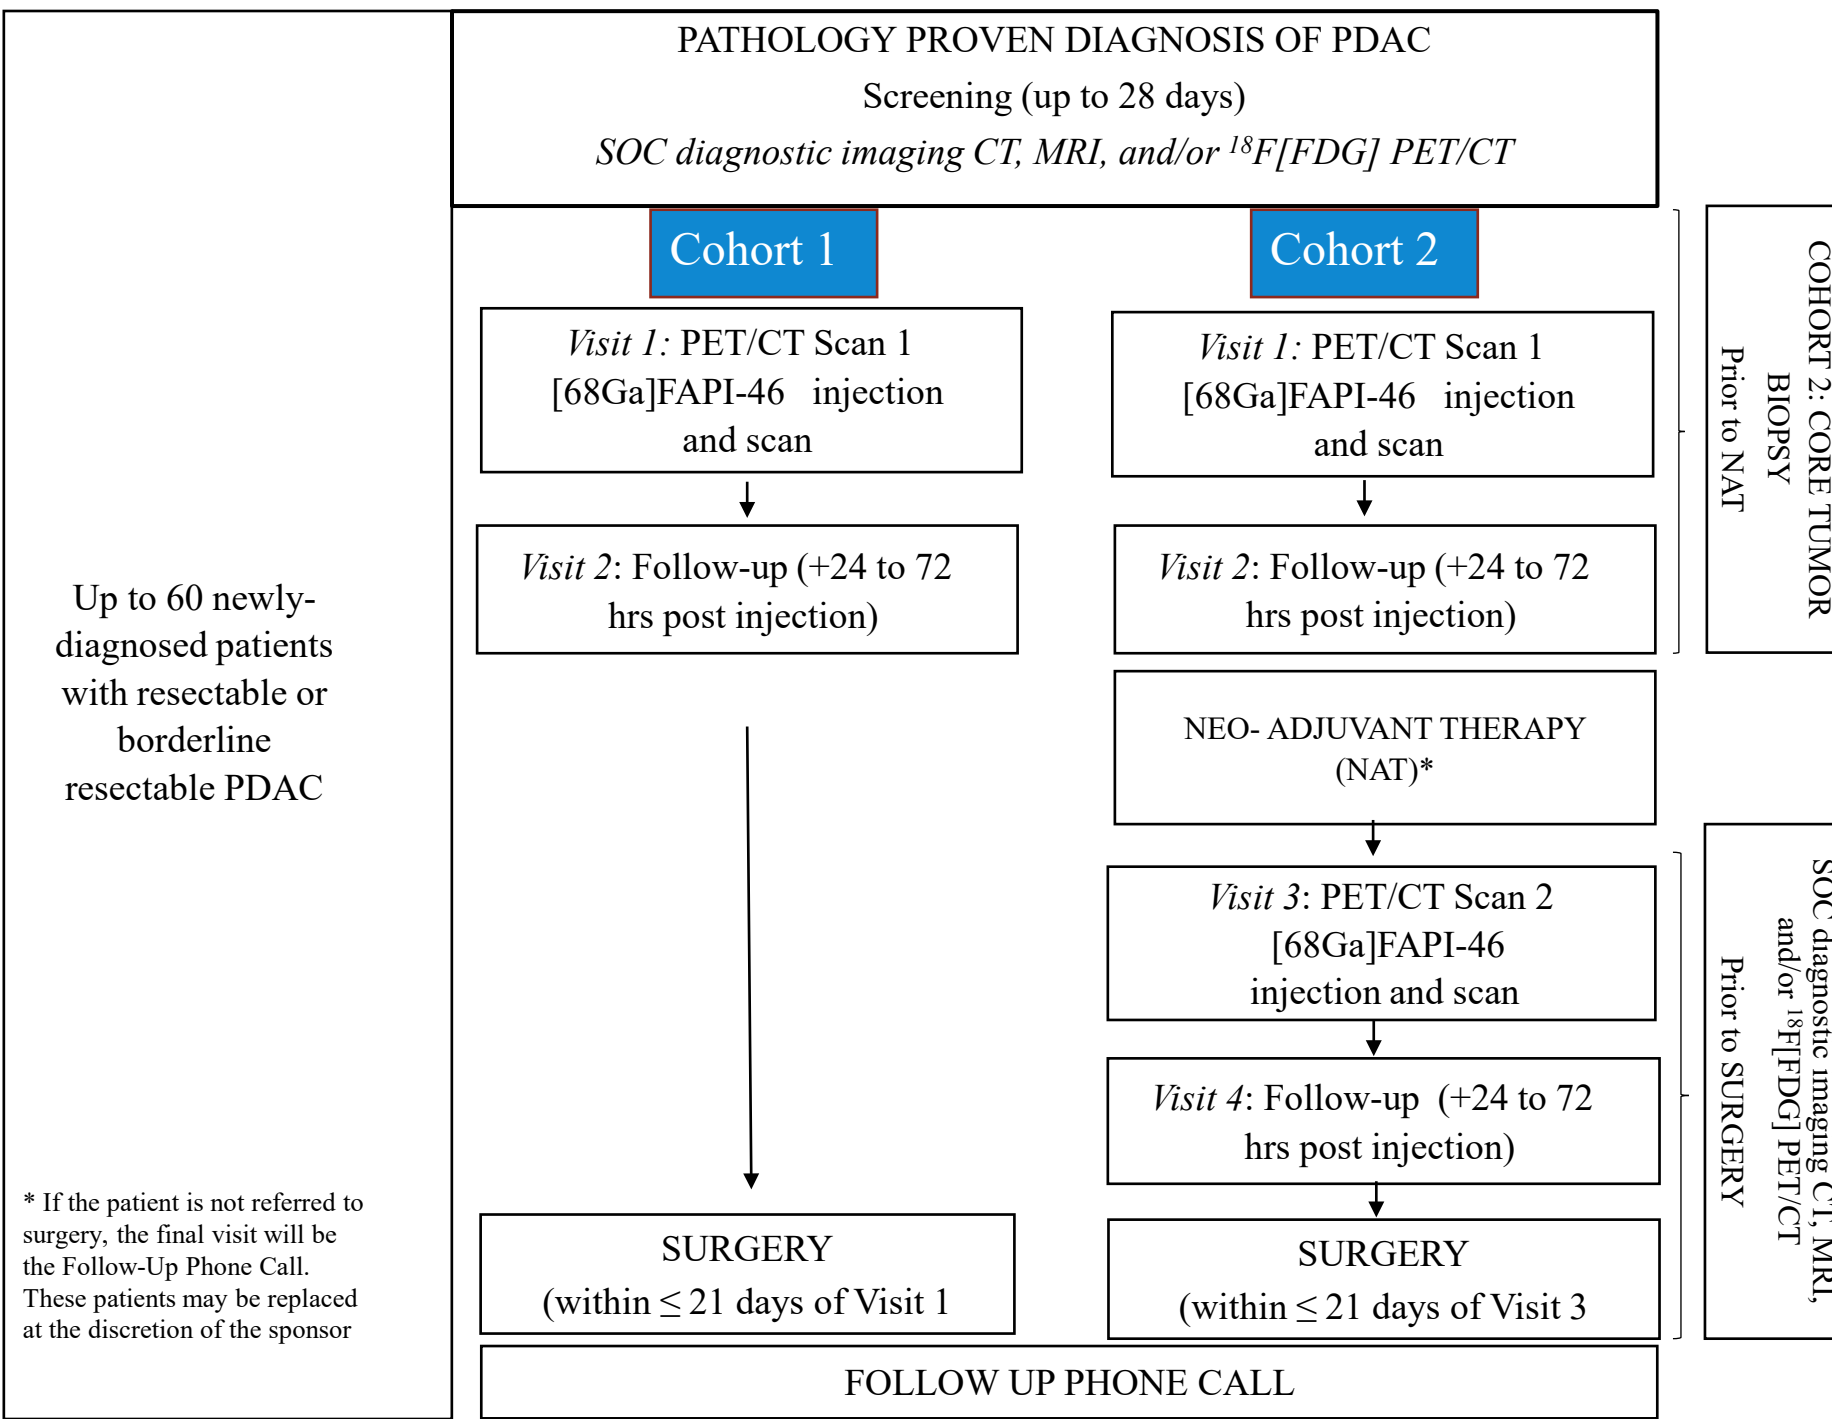 PATHOLOGY PROVEN DIAGNOSIS OF PDAC
Screening (up to 28 days)
SOC diagnostic imaging CT, MRI, and/or ¹⁸F[FDG] PET/CT
Up to 60 newly-
diagnosed patients
with resectable or
borderline
resectable PDAC
* If the patient is not referred to
surgery, the final visit will be
the Follow-Up Phone Call.
These patients may be replaced
at the discretion of the sponsor
Cohort 1
Visit 1: PET/CT Scan 1
[68Ga]FAPI-46 injection
and scan
Visit 2: Follow-up (+24 to 72
hrs post injection)
SURGERY
(within ≤ 21 days of Visit 1
Cohort 2
Visit 1: PET/CT Scan 1
[68Ga]FAPI-46 injection
and scan
Visit 2: Follow-up (+24 to 72
hrs post injection)
NEO- ADJUVANT THERAPY
(NAT)*
Visit 3: PET/CT Scan 2
[68Ga]FAPI-46
injection and scan
Visit 4: Follow-up (+24 to 72
hrs post injection)
SURGERY
(within ≤ 21 days of Visit 3
COHORT 2: CORE TUMOR
BIOPSY
Prior to NAT
SOC diagnostic imaging CT, MRI,
and/or ¹⁸F[FDG] PET/CT
Prior to SURGERY
FOLLOW UP PHONE CALL